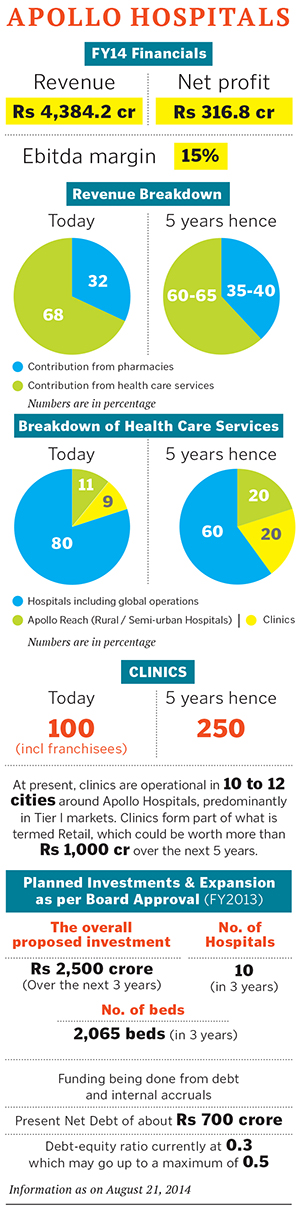 APOLLO HOSPITALS
FY14 Financials
Revenue
Net profit
Rs 4,384.2 cr
Rs 316.8 cr
Ebitda margin 15%
Revenue Breakdown
Today
5 years hence
32
68
60-65
35-40
Contribution from pharmacies
Contribution from health care services
Numbers are in percentage
Breakdown of Health Care Services
Today
5 years hence
11
9
80
20
60
20
Hospitals including global operations
Apollo Reach (Rural / Semi-urban Hospitals) | Clinics
Numbers are in percentage
CLINICS
Today
5 years hence
100
250
(incl franchisees)
At present, clinics are operational in 10 to 12
cities around Apollo Hospitals, predominantly
in Tier I markets. Clinics form part of what is
termed Retail, which could be worth more than
Rs 1,000 cr over the next 5 years.
Planned Investments & Expansion
as per Board Approval (FY2013)
The overall
proposed investment
No. of
Hospitals
Rs 2,500 crore
(Over the next 3 years)
10
(in 3 years)
No. of beds
2,065 beds (in 3 years)
Funding being done from debt
and internal accruals
Present Net Debt of about Rs 700 crore
Debt-equity ratio currently at 0.3
which may go up to a maximum of 0.5
Information as on August 21, 2014